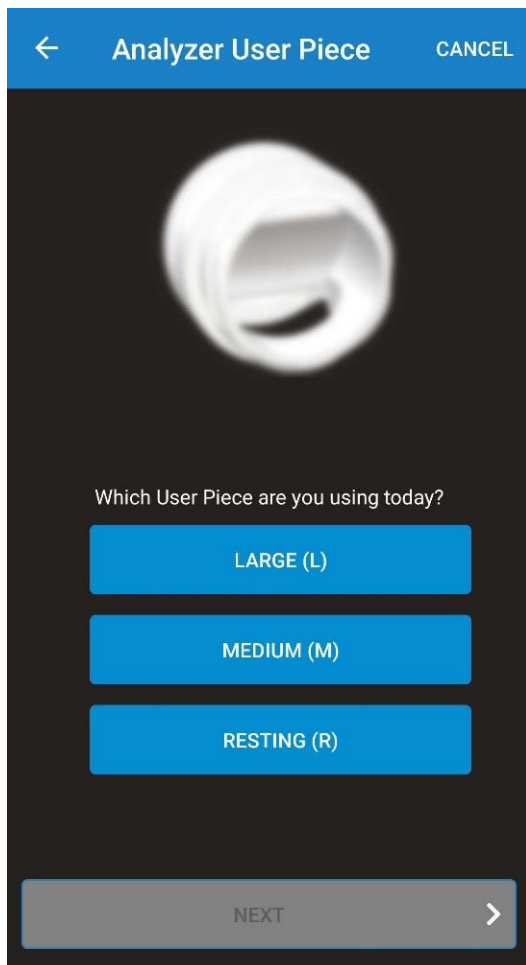 Analyzer User Piece
CANCEL
Which User Piece are you using today?
LARGE (L)
MEDIUM (M)
RESTING (R)
NEXT